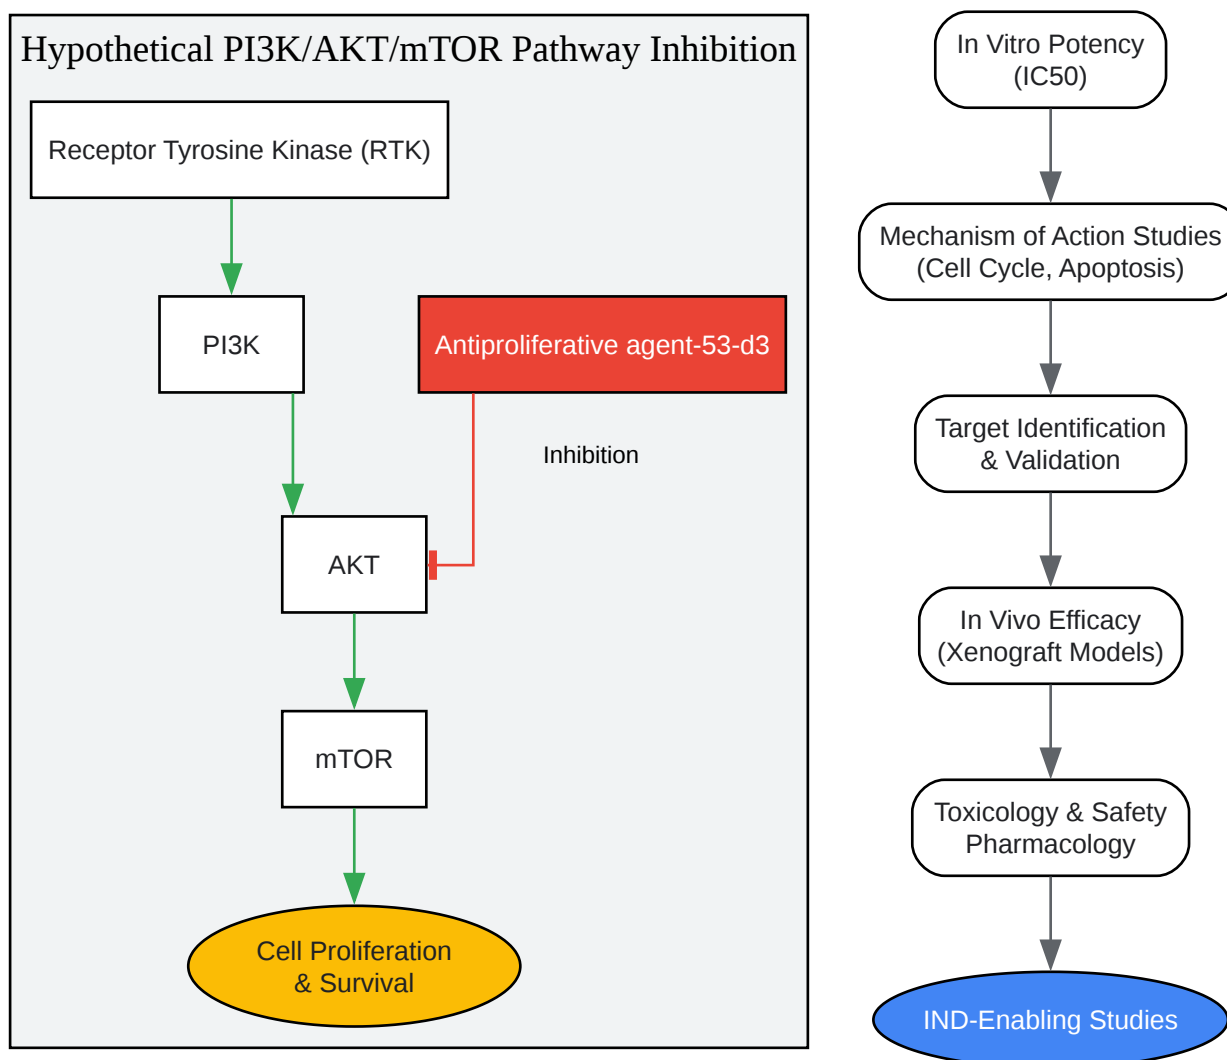 Hypothetical PI3K/AKT/mTOR Pathway Inhibition
Receptor Tyrosine Kinase (RTK)
PI3K
Antiproliferative agent-53-d3
Inhibition
AKT
mTOR
Cell Proliferation
& Survival
In Vitro Potency
(IC50)
Mechanism of Action Studies
(Cell Cycle, Apoptosis)
Target Identification
& Validation
In Vivo Efficacy
(Xenograft Models)
Toxicology & Safety
Pharmacology
IND-Enabling Studies